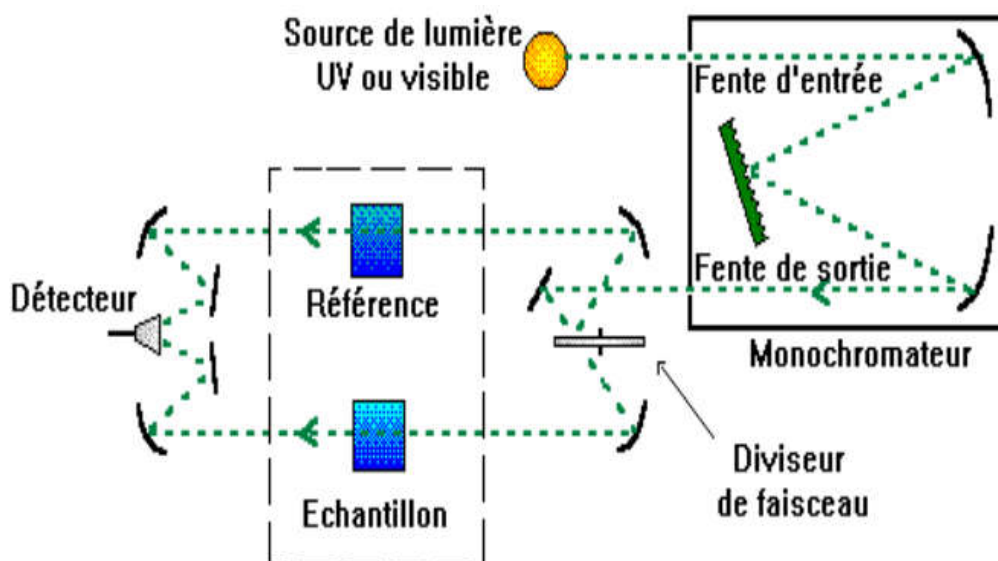 Source de lumière
UV ou visible
Fente d'entrée
Détecteur
Référence
Fente de sortie
Monochromateur
Echantillon
Diviseur
de faisceau